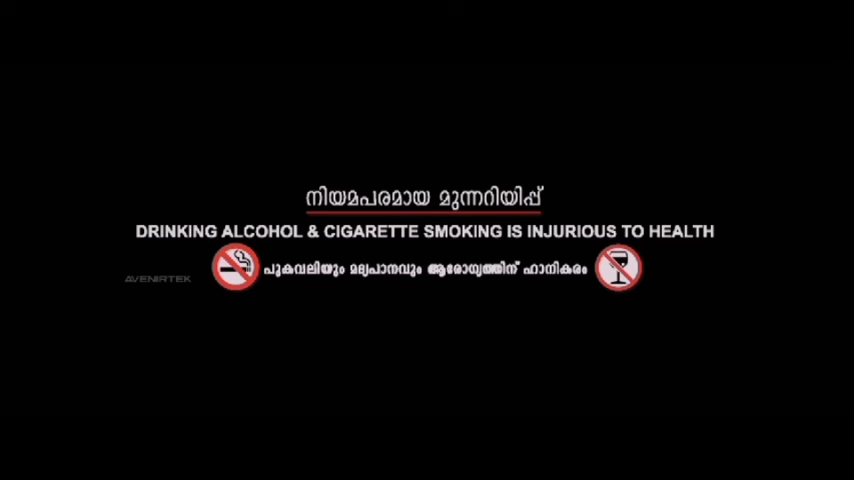 നിയമപരമായ മുന്നറിയിപ്പ്
DRINKING ALCOHOL & CIGARETTE SMOKING IS INJURIOUS TO HEALTH
പുകവലിയും മദ്യപാനവും ആരോഗ്യത്തിന് ഹാനികരം
AVENIRTEK